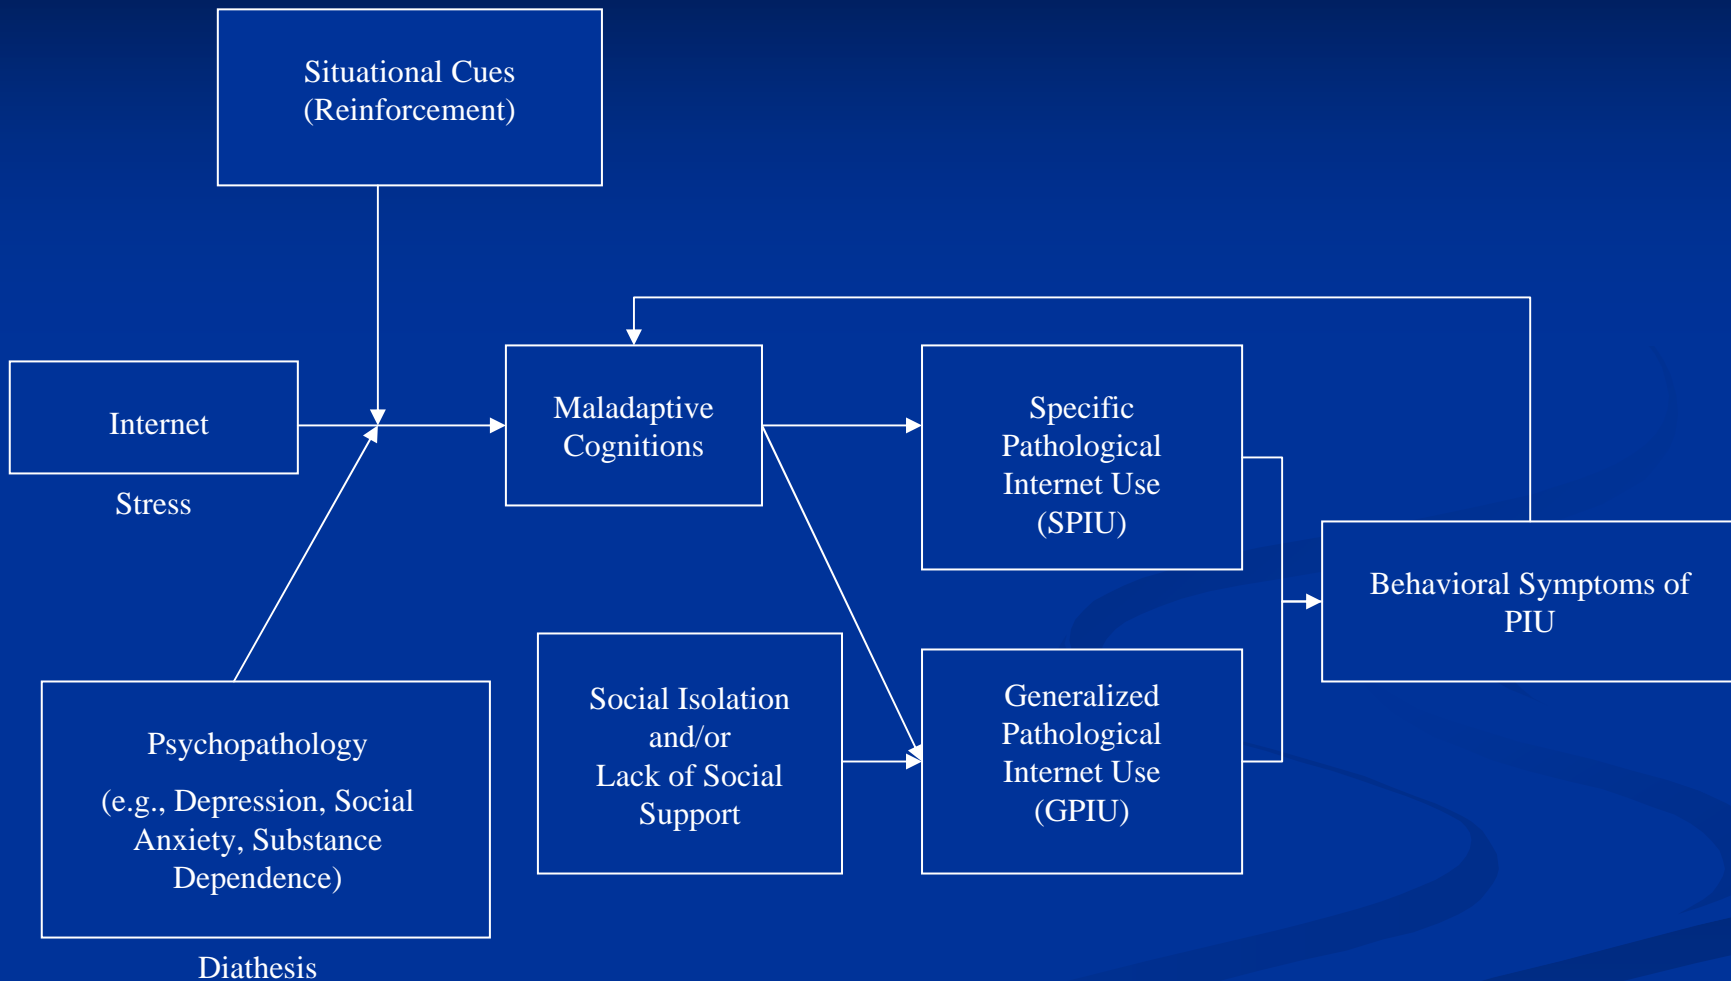 Situational Cues
(Reinforcement)
Internet
Stress
Maladaptive
Cognitions
Specific
Pathological
Internet Use
(SPIU)
Behavioral Symptoms of
PIU
Psychopathology
(e.g., Depression, Social
Anxiety, Substance
Dependence)
Diathesis
Social Isolation
and/or
Lack of Social
Support
Generalized
Pathological
Internet Use
(GPIU)